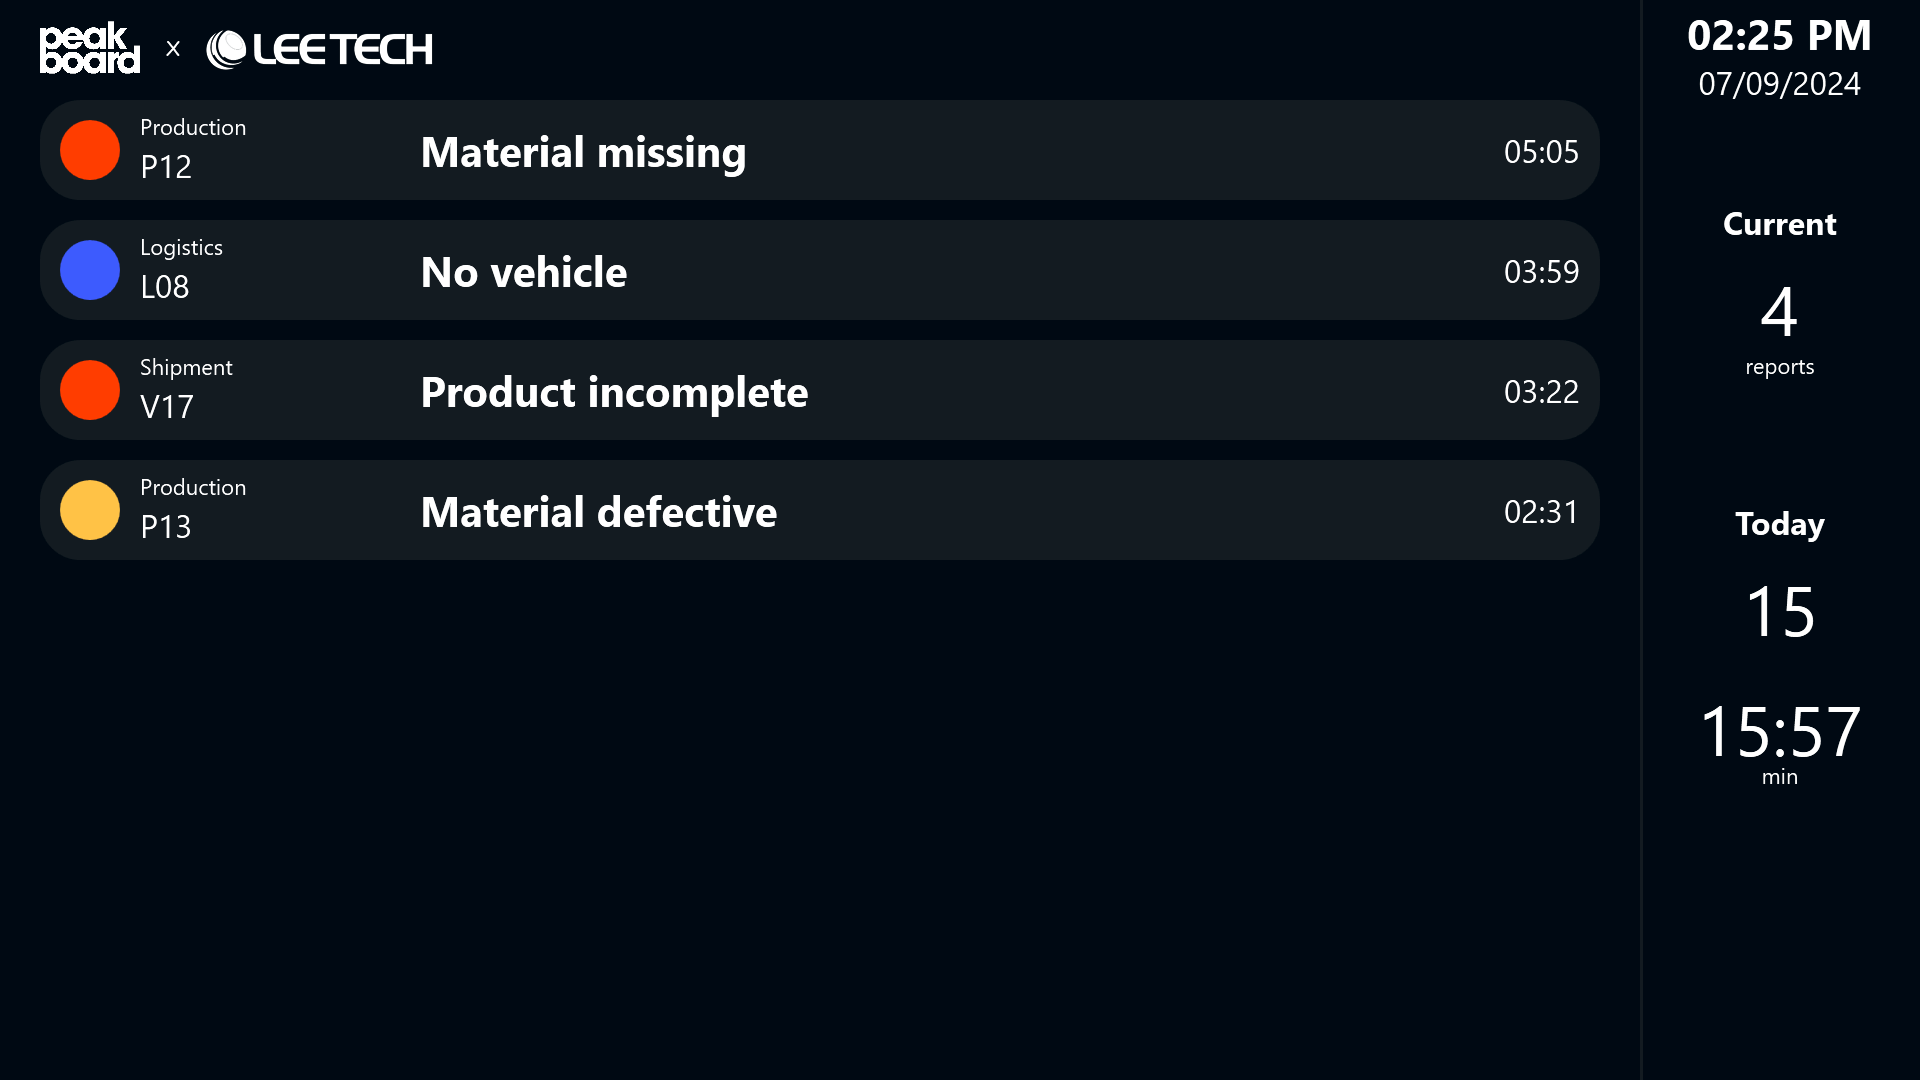 peak
board
x
LEE TECH
Production
P12
Material missing
05:05
Logistics
L08
No vehicle
03:59
Shipment
V17
Product incomplete
03:22
Production
P13
Material defective
02:31
02:25 PM
07/09/2024
Current
4
reports
Today
15
15:57
min